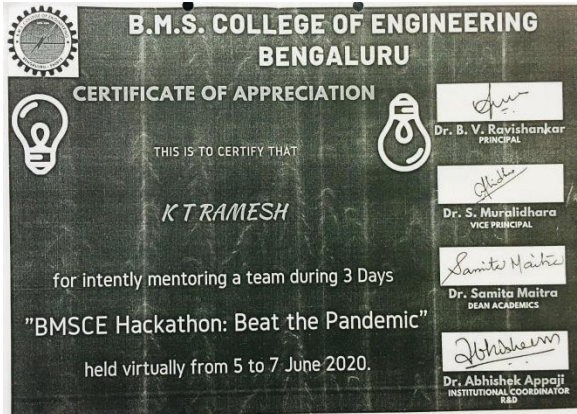 B.M.S. COLLEGE OF ENGINEERING
BENGALURU
CERTIFICATE OF APPRECIATION
THIS IS TO CERTIFY THAT
K T RAMESH
for intently mentoring a team during 3 Days
"BMSCE Hackathon: Beat the Pandemic"
held virtually from 5 to 7 June 2020.
Dr. B. V. Ravishankar
PRINCIPAL
Dr. S. Muralidhara
VICE PRINCIPAL
Samita Maitra
Dr. Samita Maitra
DEAN ACADEMICS
Abhishek
Dr. Abhishek Appaji
INSTITUTIONAL COORDINATOR
R&D